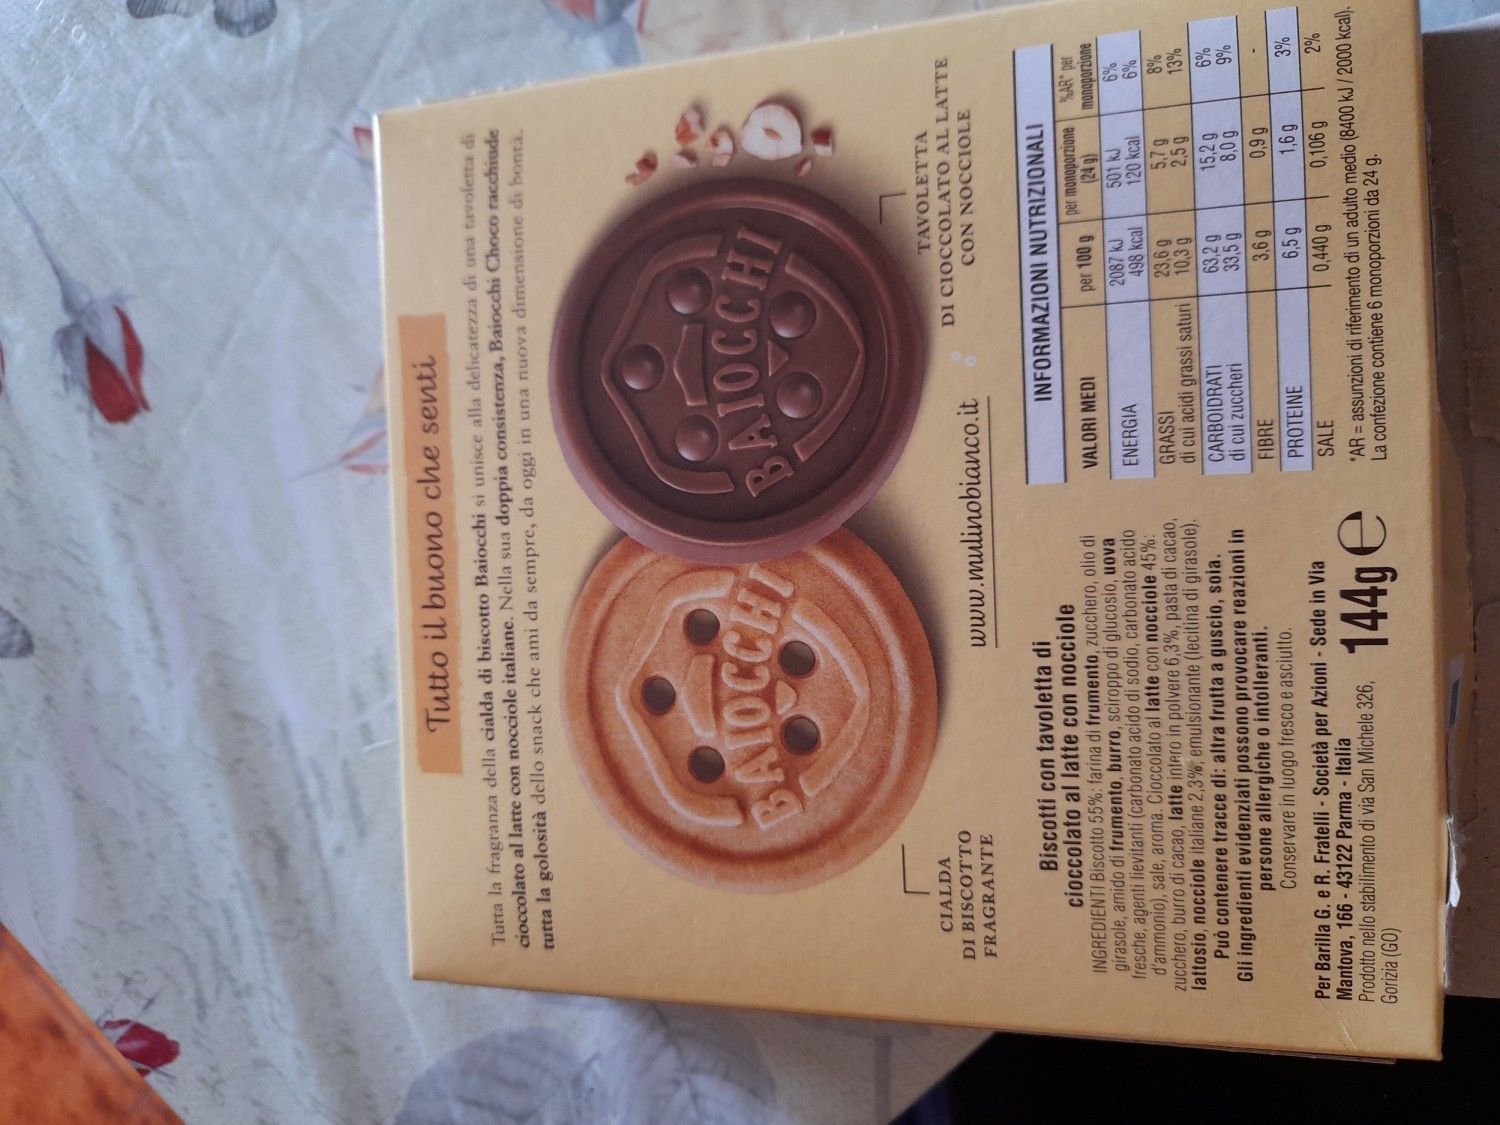 Tutto il buono che senti
Tutta la fragranza della cialda di biscotto Baiocchi si unisce alla delicatezza di una tavoletta di
cioccolato al latte con nocciole italiane. Nella sua doppia consistenza, Baiocchi Choco racchiude
tutta la golosità dello snack che ami da sempre, da oggi in una nuova dimensione di bontà.
BAIOCCHI
BAIOCCHI
CIALDA
DI BISCOTTO
FRAGRANTE
TAVOLETTA
DI CIOCCOLATO AL LATTE
CON NOCCIOLE
www.mulinobianco.it
Biscotti con tavoletta di
cioccolato al latte con nocciole
INGREDIENTI Biscotto 55%: farina di frumento, zucchero, olio di
girasole, amido di frumento, burro, sciroppo di glucosio, uova
fresche, agenti lievitanti (carbonato acido di sodio, carbonato acido
d'ammonio), sale, aroma. Cioccolato al latte con nocciole 45%:
zucchero, burro di cacao, latte intero in polvere 6,3%, pasta di cacao,
lattosio, nocciole italiane 2,3%, emulsionante (lecitina di girasole).
Può contenere tracce di: altra frutta a guscio, soia.
Gli ingredienti evidenziati possono provocare reazioni in
persone allergiche o intolleranti.
Conservare in luogo fresco e asciutto.
Per Barilla G. e R. Fratelli - Società per Azioni - Sede in Via
Mantova, 166 - 43122 Parma - Italia
Prodotto nello stabilimento di via San Michele 326,
Gorizia (GO)
144g e
INFORMAZIONI NUTRIZIONALI
VALORI MEDI per 100 g per monoporzione (24 g) %AR* per monoporzione
ENERGIA 2087 kJ 501 kJ 6%
498 kcal 120 kcal 6%
GRASSI 23,6 g 5,7 g 8%
di cui acidi grassi saturi 10,3 g 2,5 g 13%
CARBOIDRATI 63,2 g 15,2 g 6%
di cui zuccheri 33,5 g 8,0 g 9%
FIBRE 3,6 g 0,9 g -
PROTEINE 6,5 g 1,6 g 3%
SALE 0,440 g 0,106 g 2%
*AR = assunzioni di riferimento di un adulto medio (8400 kJ / 2000 kcal).
La confezione contiene 6 monoporzioni da 24 g.